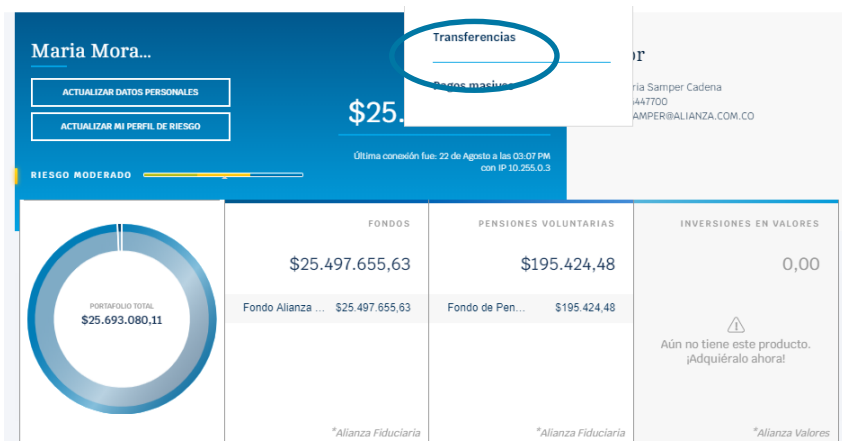 Maria Mora...
ACTUALIZAR DATOS PERSONALES
ACTUALIZAR MI PERFIL DE RIESGO
RIESGO MODERADO
$25.
Última conexión fue: 22 de Agosto a las 03:07 PM
con IP 10.255.0.3
Transferencias
Pagos masivos
or
ria Samper Cadena
447700
AMPER@ALIANZA.COM.CO
PORTAFOLIO TOTAL
$25.693.080,11
FONDOS
$25.497.655,63
Fondo Alianza ... $25.497.655,63
*Alianza Fiduciaria
PENSIONES VOLUNTARIAS
$195.424,48
Fondo de Pen... $195.424,48
*Alianza Fiduciaria
INVERSIONES EN VALORES
0,00
Aún no tiene este producto.
¡Adquiéralo ahora!
*Alianza Valores